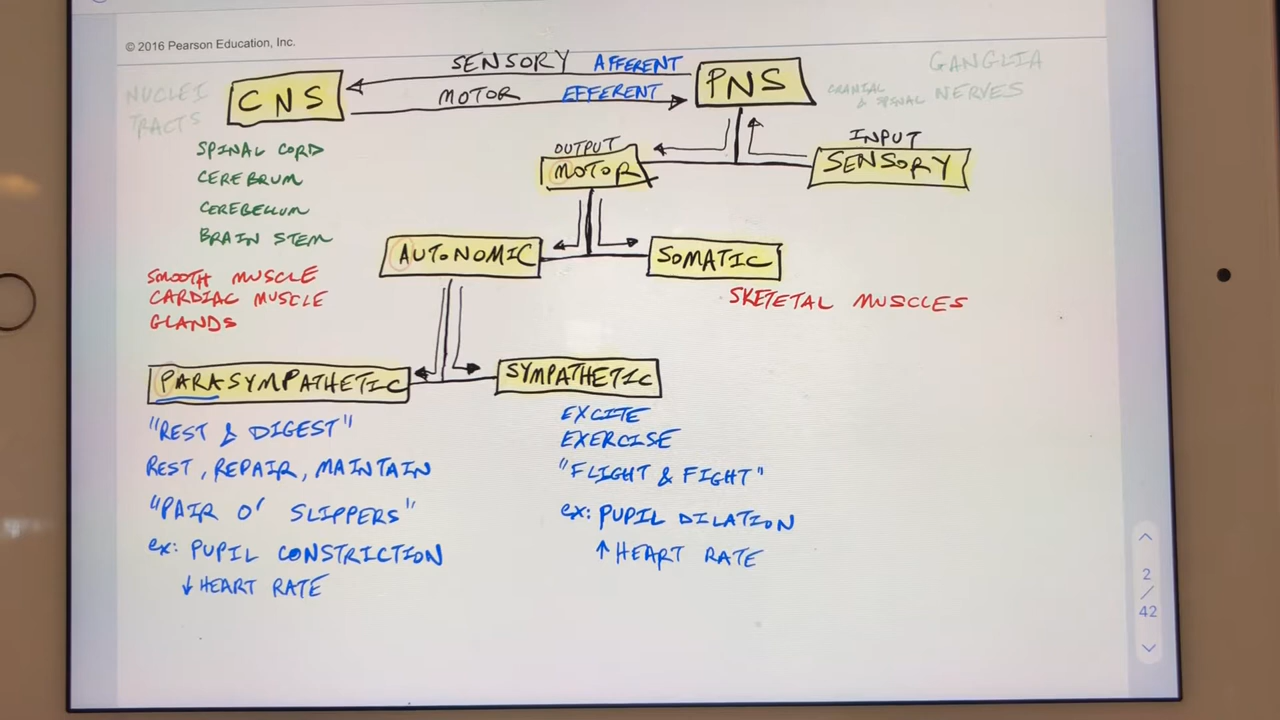 © 2016 Pearson Education, Inc.
SENSORY AFFERENT
CNS
MOTOR EFFERENT
PNS
NUCLEI
TRACTS
GANGLIA
CRANIAL
& SPINAL NERVES
SPINAL CORD
CEREBRUM
CEREBELLUM
BRAIN STEM
OUTPUT
MOTOR
INPUT
SENSORY
AUTONOMIC
SOMATIC
SMOOTH MUSCLE
CARDIAC MUSCLE
GLANDS
SKETETAL MUSCLES
PARASYMPATHETIC
SYMPATHETIC
"REST & DIGEST"
REST, REPAIR, MAINTAIN
"PAIR O' SLIPPERS"
ex: PUPIL CONSTRICTION
↓ HEART RATE
EXCITE
EXERCISE
"FLIGHT & FIGHT"
ex: PUPIL DILATION
↑ HEART RATE
2
/
42